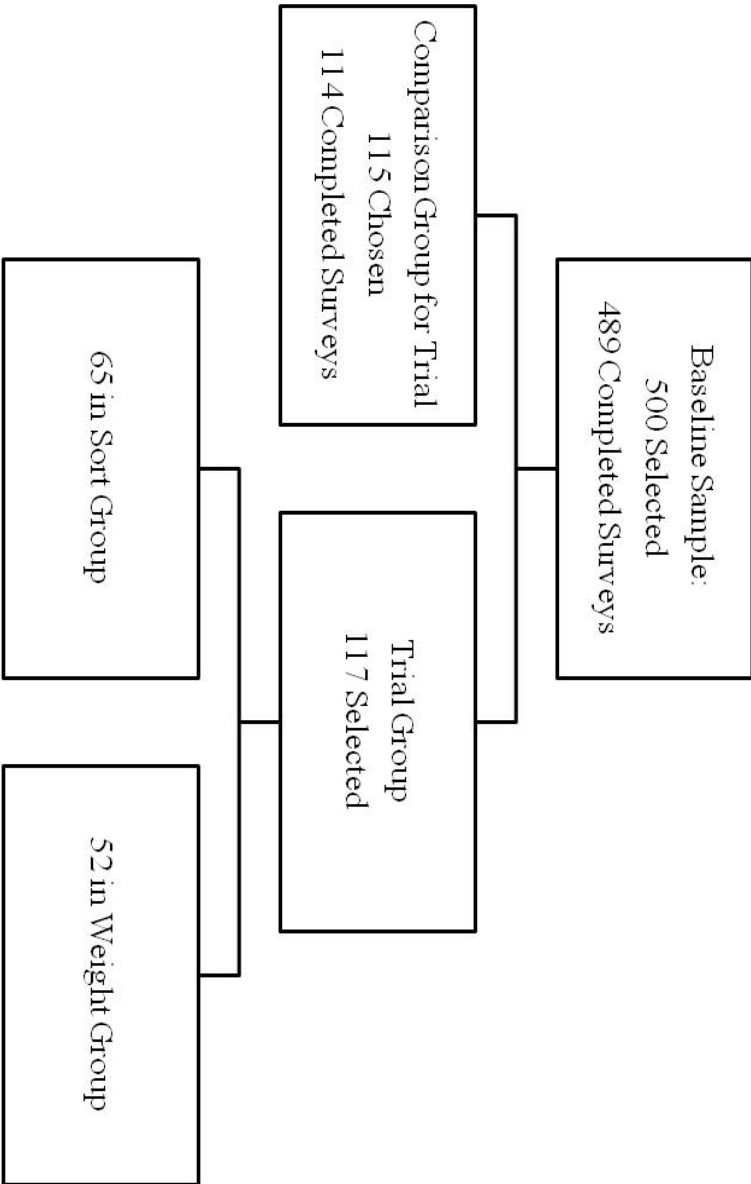 Baseline Sample:
500 Selected
489 Completed Surveys
Comparison Group for Trial
115 Chosen
114 Completed Surveys
Trial Group
117 Selected
65 in Sort Group
52 in Weight Group